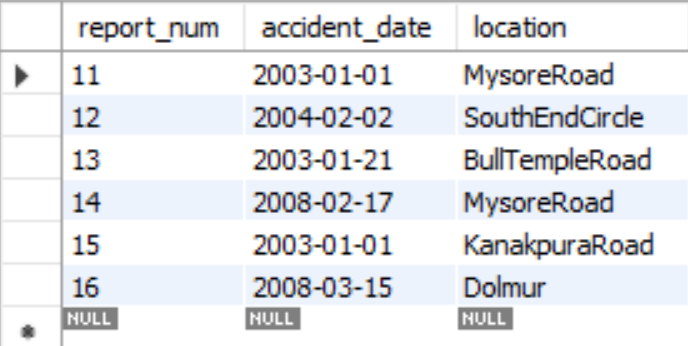 report_num accident_date location
11 2003-01-01 MysoreRoad
12 2004-02-02 SouthEndCircle
13 2003-01-21 BullTempleRoad
14 2008-02-17 MysoreRoad
15 2003-01-01 KanakpuraRoad
16 2008-03-15 Dolmur
NULL NULL NULL